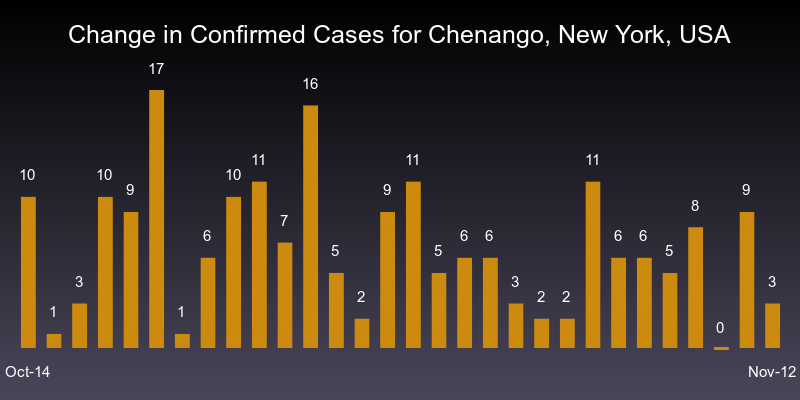 Change in Confirmed Cases for Chenango, New York, USA
10 1 3 10 9 17 1 6 10 11 7 16 5 2 9 11 5 6 6 3 2 2 11 6 6 5 8 0 9 3
Oct-14 Nov-12